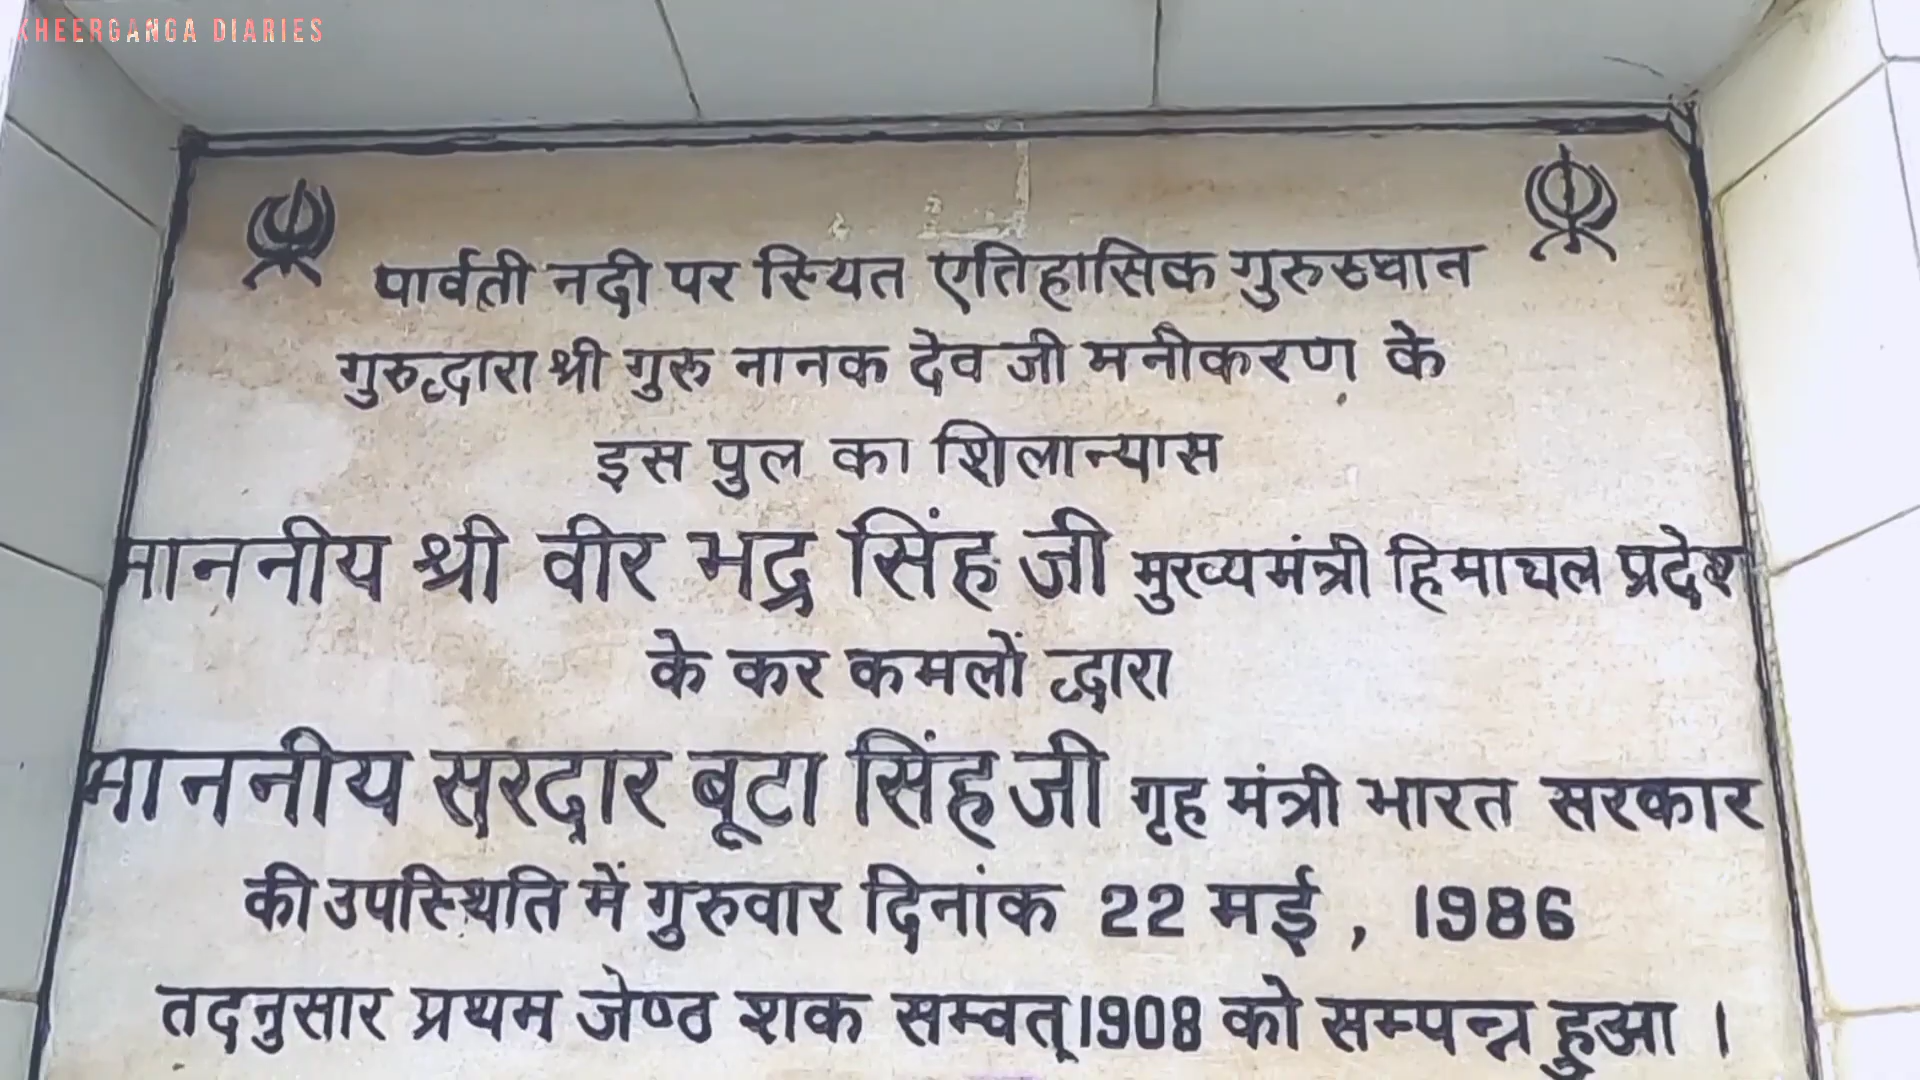 KHEERGANGA DIARIES
पार्वती नदी पर स्थित एतिहासिक गुरुस्थान
गुरुद्वारा श्री गुरू नानक देव जी मनीकरण के
इस पुल का शिलान्यास
माननीय श्री वीर भद्र सिंह जी मुख्यमंत्री हिमाचल प्रदेश
के कर कमलों द्वारा
माननीय सरदार बूटा सिंह जी गृह मंत्री भारत सरकार
की उपस्थिति में गुरुवार दिनांक 22 मई , 1986
तदनुसार प्रथम जेष्ठ शक सम्वत् 1908 को सम्पन्न हुआ ।